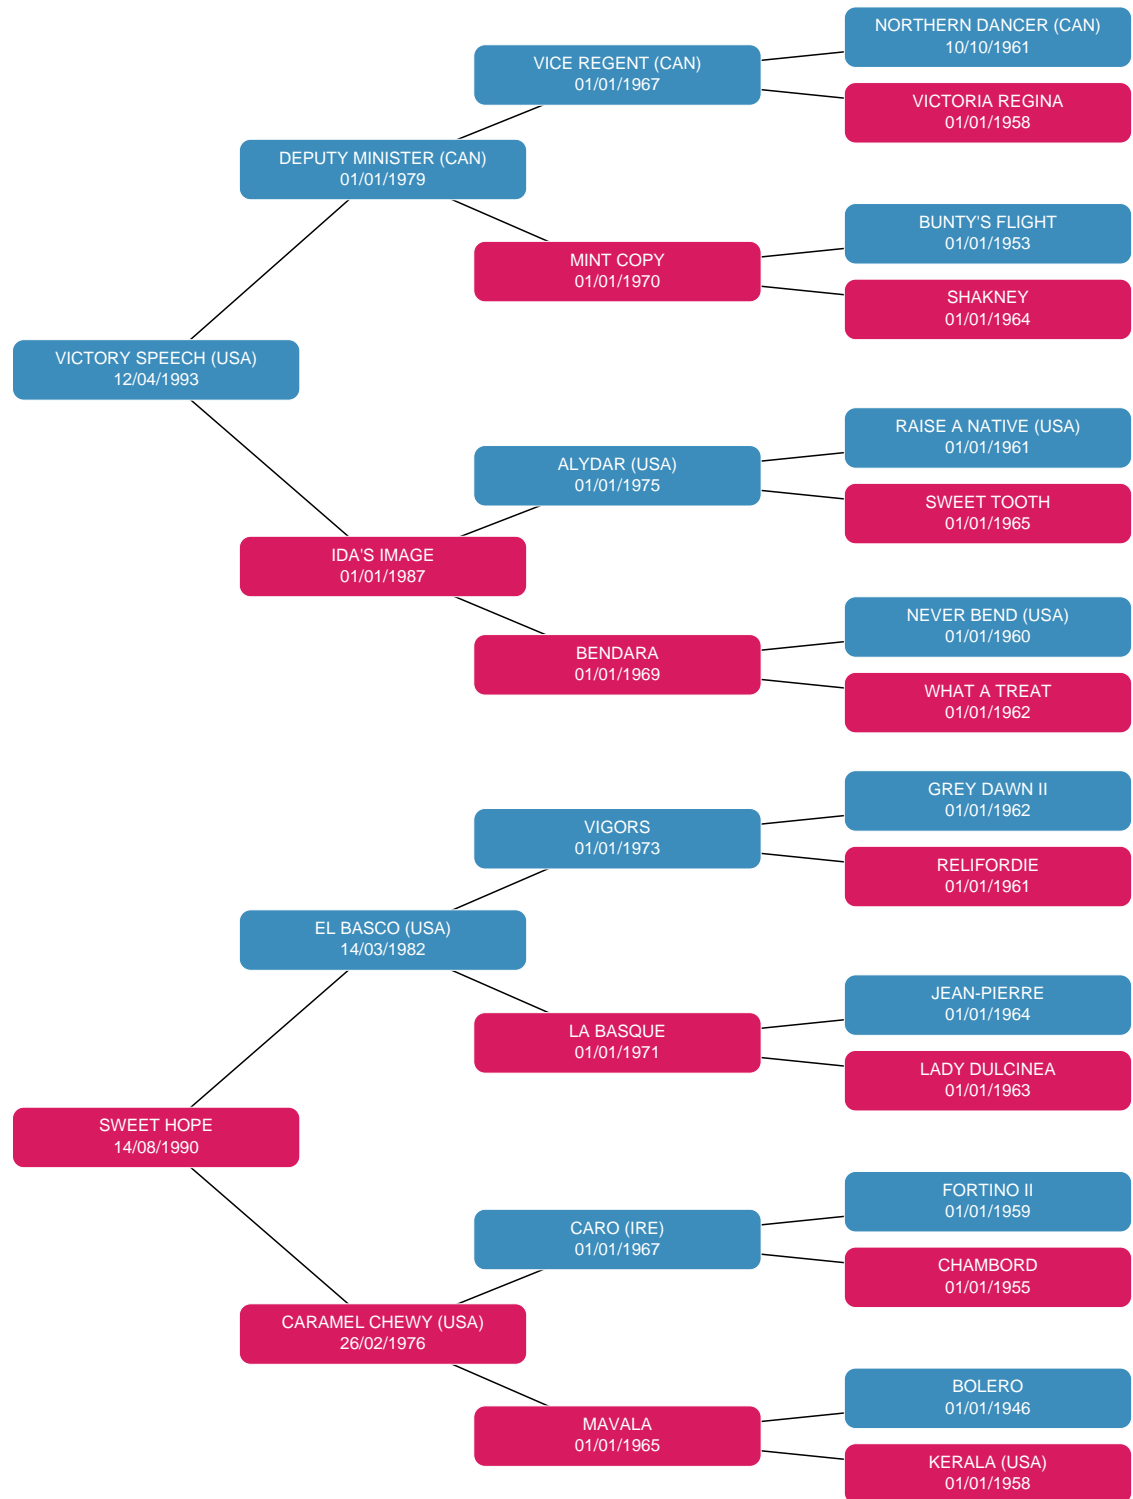 NORTHERN DANCER (CAN)
10/10/1961
VICE REGENT (CAN)
01/01/1967
VICTORIA REGINA
01/01/1958
DEPUTY MINISTER (CAN)
01/01/1979
BUNTY'S FLIGHT
01/01/1953
MINT COPY
01/01/1970
SHAKNEY
01/01/1964
VICTORY SPEECH (USA)
12/04/1993
RAISE A NATIVE (USA)
01/01/1961
ALYDAR (USA)
01/01/1975
SWEET TOOTH
01/01/1965
IDA'S IMAGE
01/01/1987
NEVER BEND (USA)
01/01/1960
BENDARA
01/01/1969
WHAT A TREAT
01/01/1962
GREY DAWN II
01/01/1962
VIGORS
01/01/1973
RELIFORDIE
01/01/1961
EL BASCO (USA)
14/03/1982
JEAN-PIERRE
01/01/1964
LA BASQUE
01/01/1971
LADY DULCINEA
01/01/1963
SWEET HOPE
14/08/1990
FORTINO II
01/01/1959
CARO (IRE)
01/01/1967
CHAMBORD
01/01/1955
CARAMEL CHEWY (USA)
26/02/1976
BOLERO
01/01/1946
MAVALA
01/01/1965
KERALA (USA)
01/01/1958